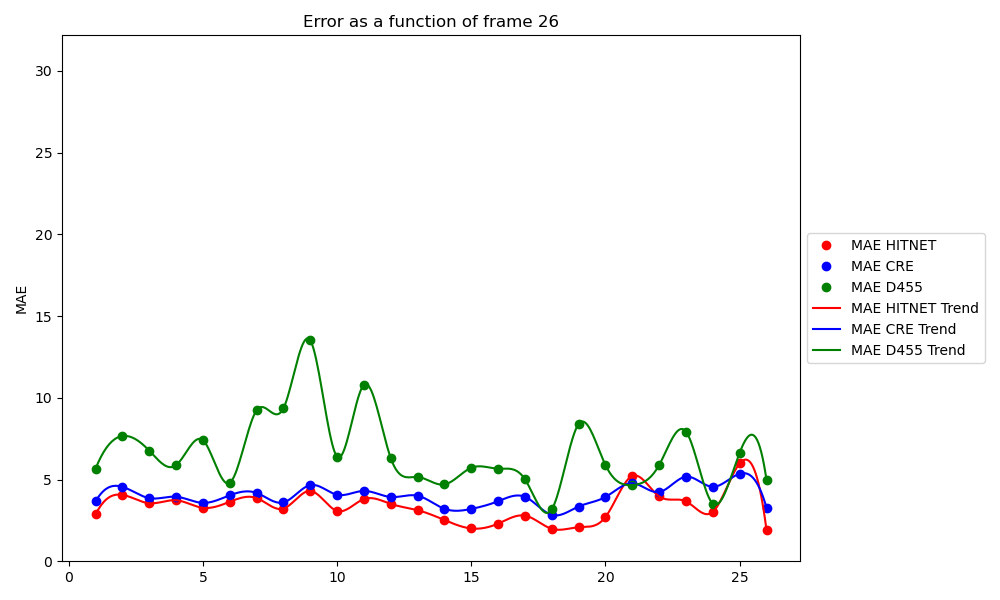 Error as a function of frame 26
MAE
30
25
20
15
10
5
0
0 5 10 15 20 25
MAE HITNET
MAE CRE
MAE D455
MAE HITNET Trend
MAE CRE Trend
MAE D455 Trend